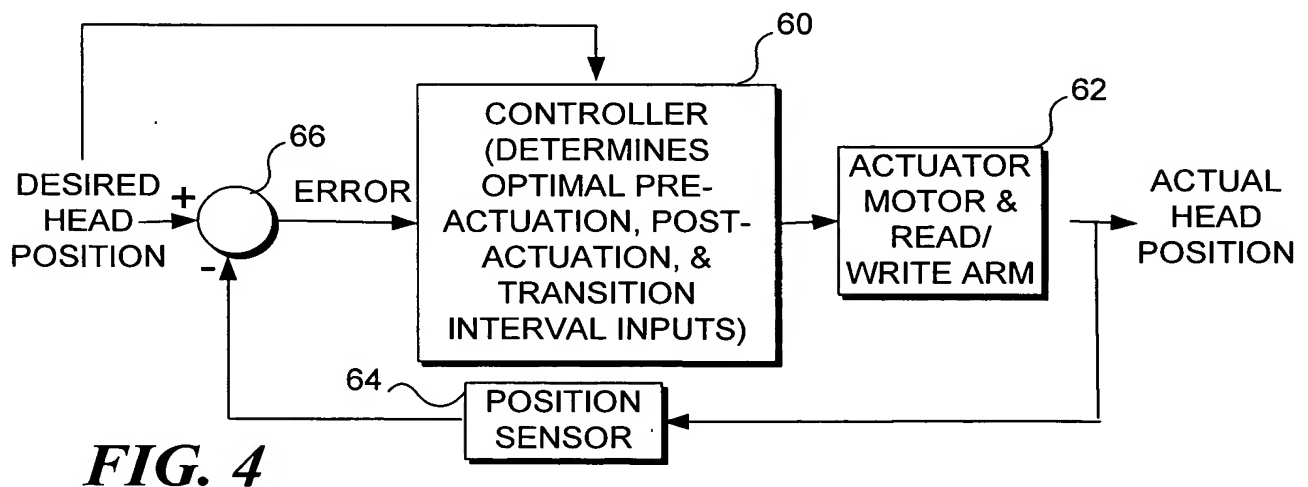 60
CONTROLLER
(DETERMINES
OPTIMAL PRE-
ACTUATION, POST-
ACTUATION, &
TRANSITION
INTERVAL INPUTS)
62
ACTUATOR
MOTOR &
READ/
WRITE ARM
66
DESIRED
HEAD
POSITION
+
-
ERROR
ACTUAL
HEAD
POSITION
64
POSITION
SENSOR
FIG. 4